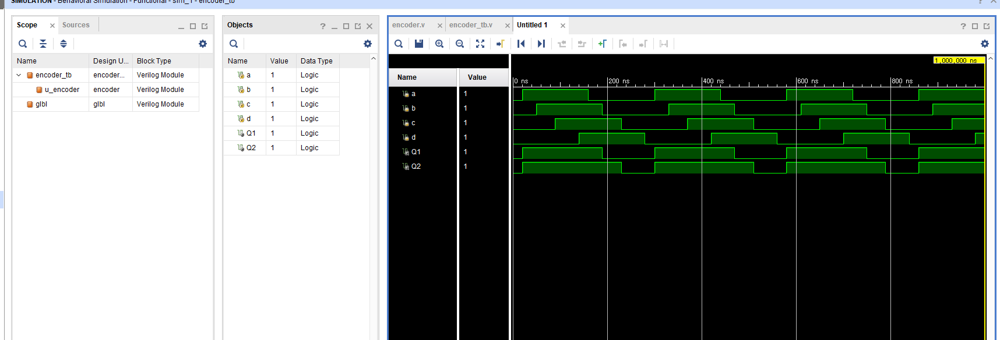 SIMULATION - Behavioral Simulation - Functional - sim_1 - encoder_tb
Scope
Sources
Name Design U... Block Type
encoder_tb encoder... Verilog Module
u_encoder encoder Verilog Module
glbl glbl Verilog Module
Objects
Name Value Data Type
a 1 Logic
b 1 Logic
c 1 Logic
d 1 Logic
Q1 1 Logic
Q2 1 Logic
encoder.v encoder_tb.v Untitled 1
1,000,000 ns
Name Value
0 ns 200 ns 400 ns 600 ns 800 ns
a 1
b 1
c 1
d 1
Q1 1
Q2 1